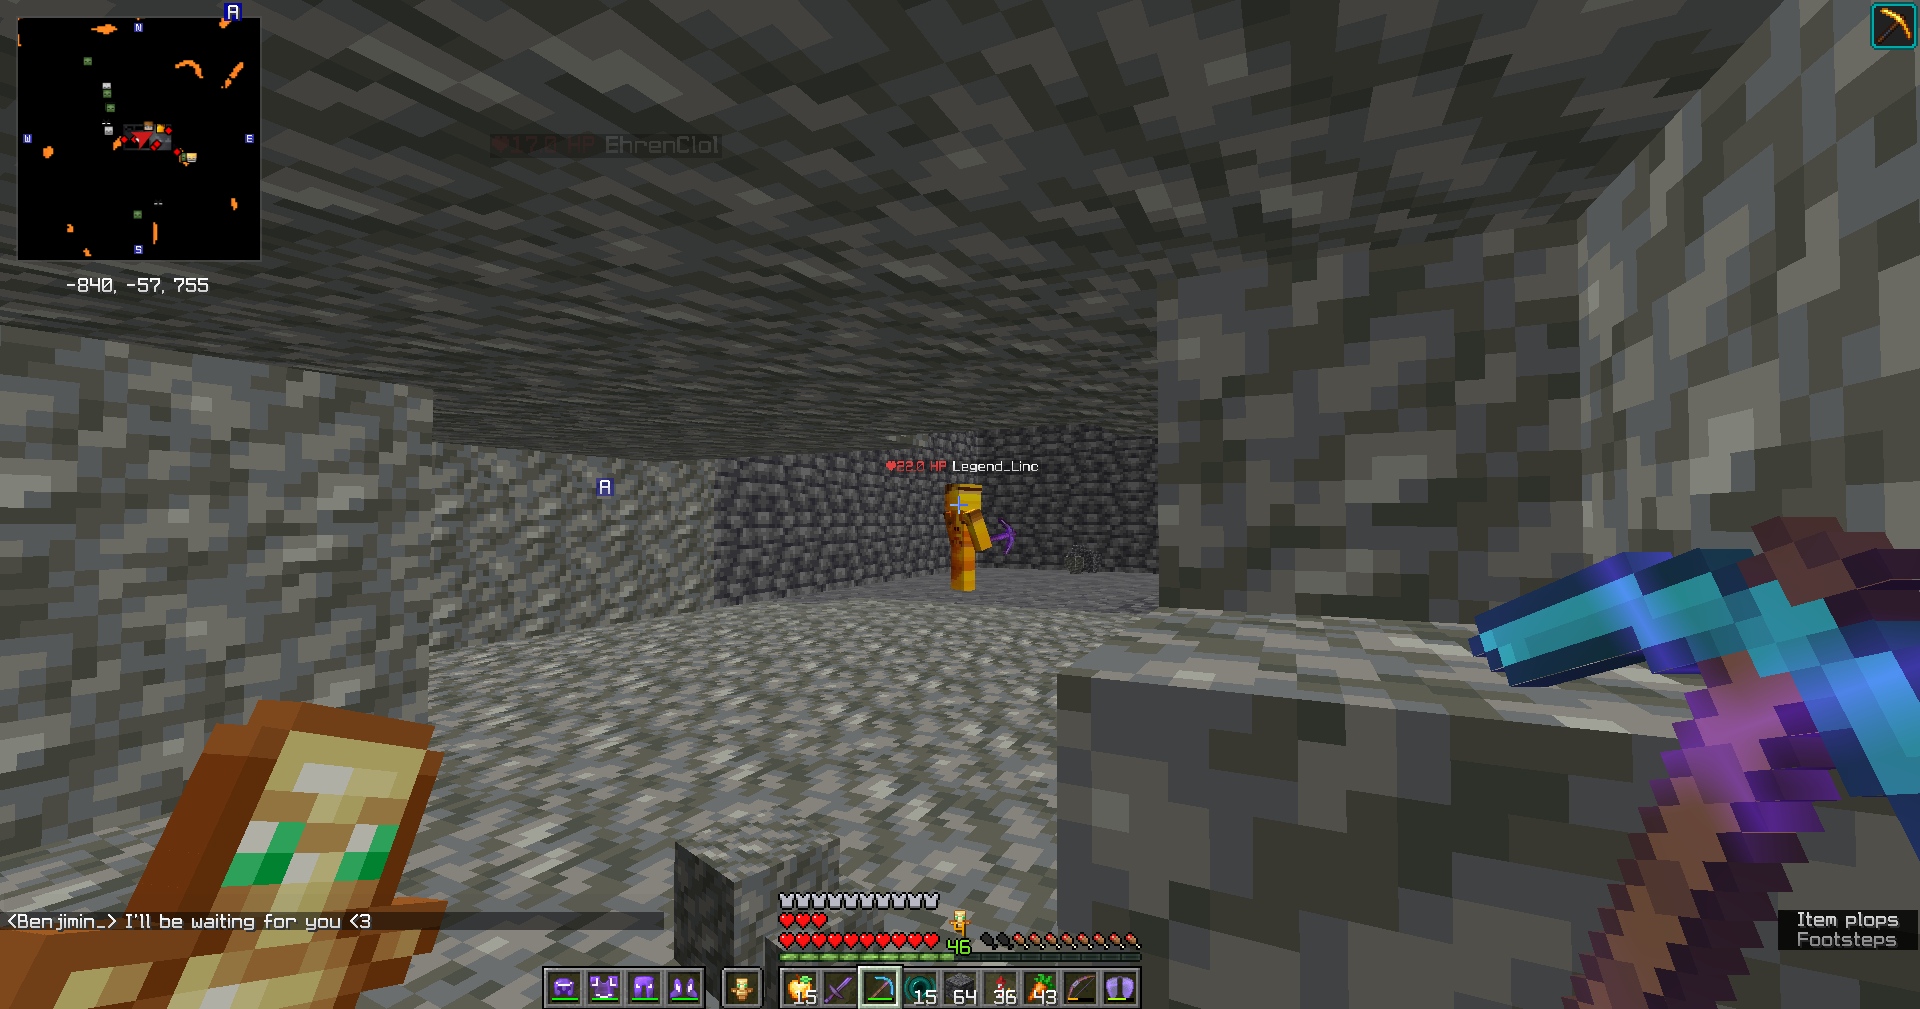 A
N
W
E
S
-840, -57, 755
17.0 HP EhrenClol
22.0 HP Legend_Linc
A
<Benjimin_> I'll be waiting for you <3
Item plops
Footsteps
46
15
15
64
36
43